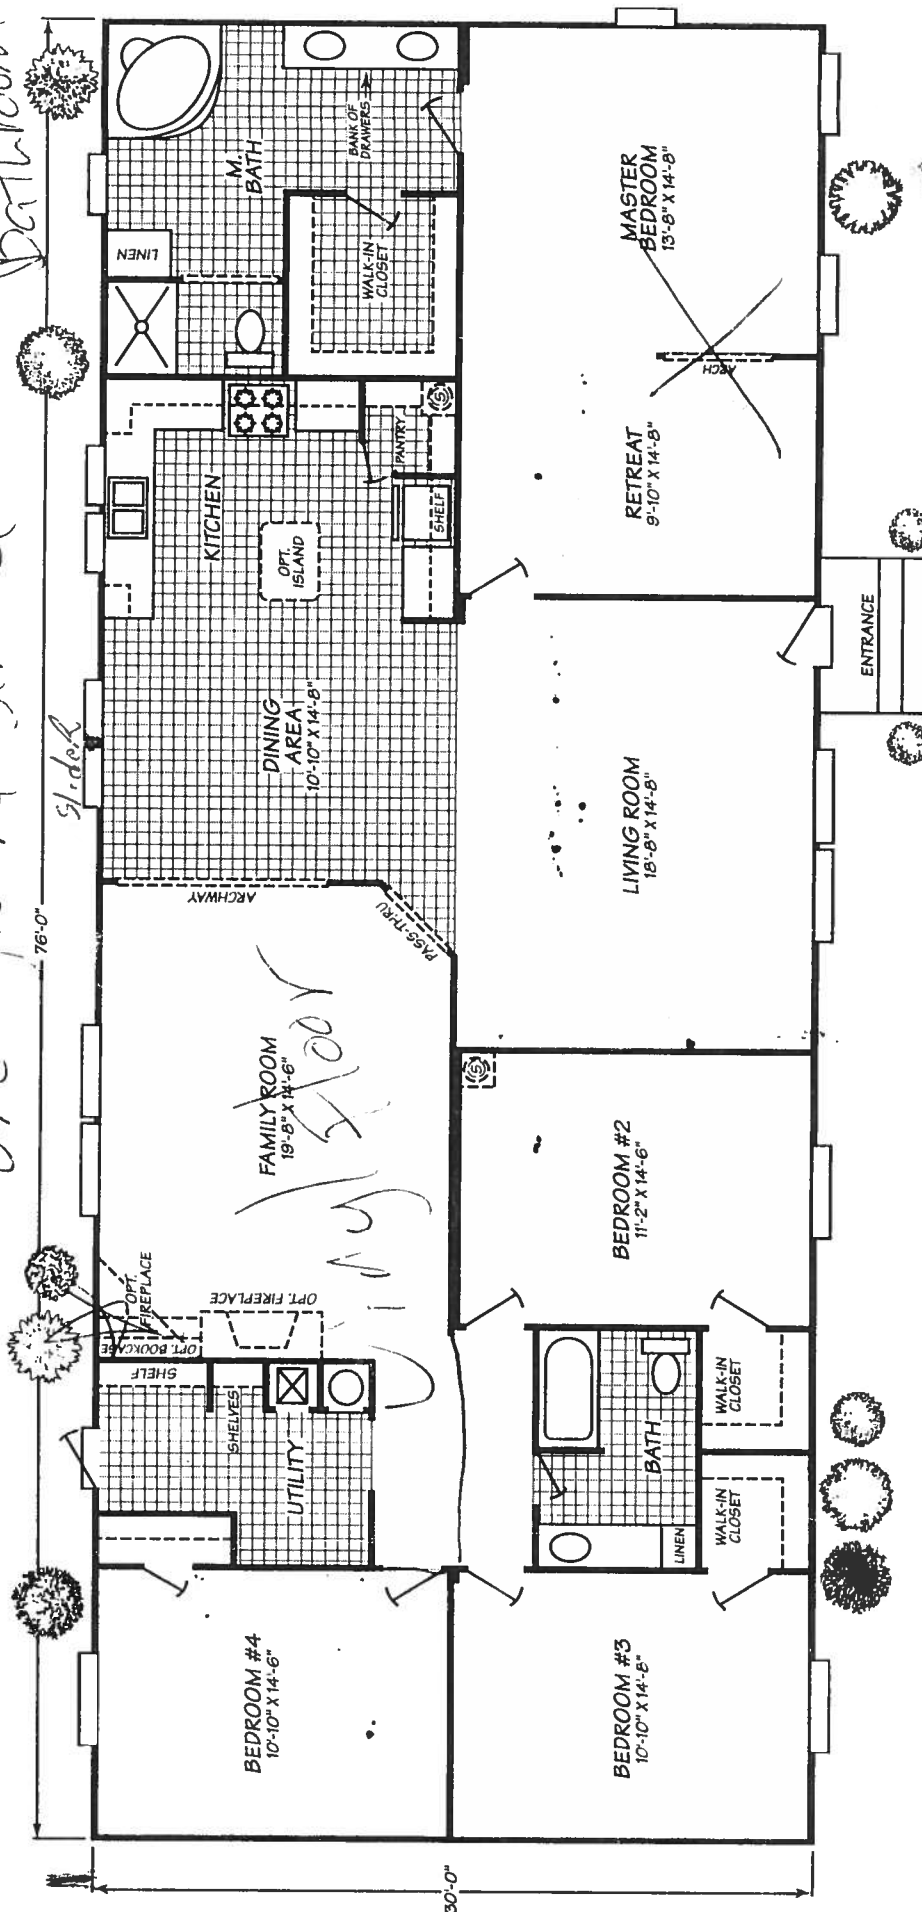 76'-0"
30'-0"
Slider
M.
BATH
BANK OF
DRAWERS
LINEN
WALK-IN
CLOSET
MASTER
BEDROOM
13'-8" X 14'-8"
ARCH
RETREAT
9'-10" X 14'-8"
KITCHEN
OPT.
ISLAND
PANTRY
S
SHELF
DINING
AREA
10'-10" X 14'-8"
ENTRANCE
LIVING ROOM
18'-8" X 14'-8"
ARCHWAY
PASS-THRU
FAMILY ROOM
19'-8" X 14'-6"
OPT.
FIREPLACE
OPT. FIREPLACE
OPT. BOOKCASE
SHELF
SHELVES
UTILITY
S
BEDROOM #2
11'-2" X 14'-6"
BATH
LINEN
WALK-IN
CLOSET
WALK-IN
CLOSET
BEDROOM #4
10'-10" X 14'-6"
BEDROOM #3
10'-10" X 14'-8"